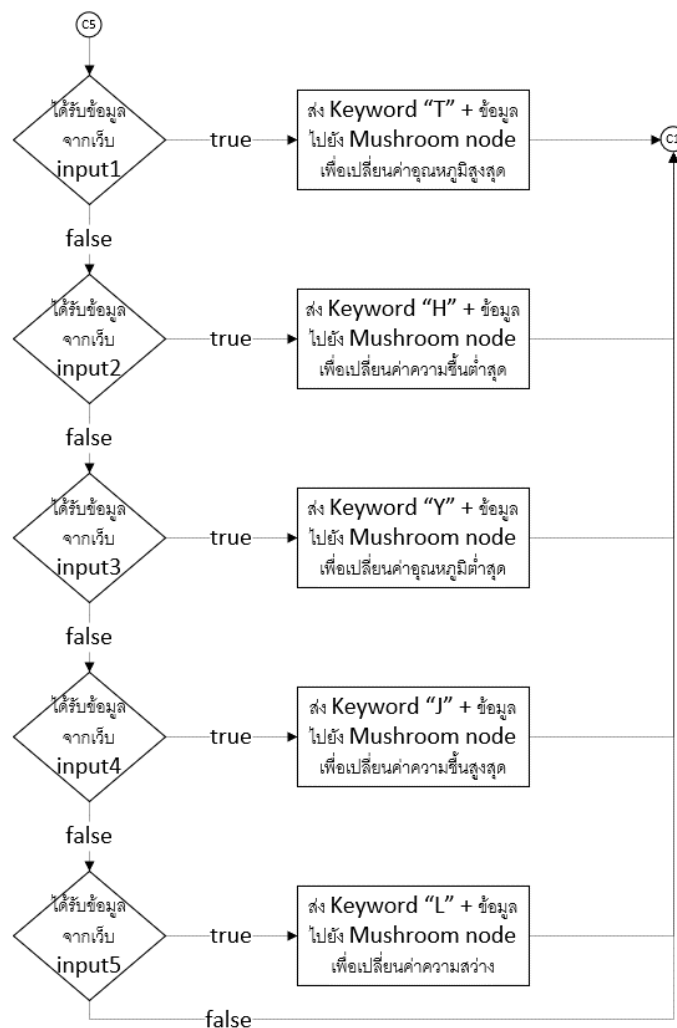 C5
ได้รับข้อมูล
จากเว็บ
input1
true
ส่ง Keyword “T” + ข้อมูล
ไปยัง Mushroom node
เพื่อเปลี่ยนค่าอุณหภูมิสูงสุด
C1
false
ได้รับข้อมูล
จากเว็บ
input2
true
ส่ง Keyword “H” + ข้อมูล
ไปยัง Mushroom node
เพื่อเปลี่ยนค่าความชื้นต่ำสุด
false
ได้รับข้อมูล
จากเว็บ
input3
true
ส่ง Keyword “Y” + ข้อมูล
ไปยัง Mushroom node
เพื่อเปลี่ยนค่าอุณหภูมิต่ำสุด
false
ได้รับข้อมูล
จากเว็บ
input4
true
ส่ง Keyword “J” + ข้อมูล
ไปยัง Mushroom node
เพื่อเปลี่ยนค่าความชื้นสูงสุด
false
ได้รับข้อมูล
จากเว็บ
input5
true
ส่ง Keyword “L” + ข้อมูล
ไปยัง Mushroom node
เพื่อเปลี่ยนค่าความสว่าง
false